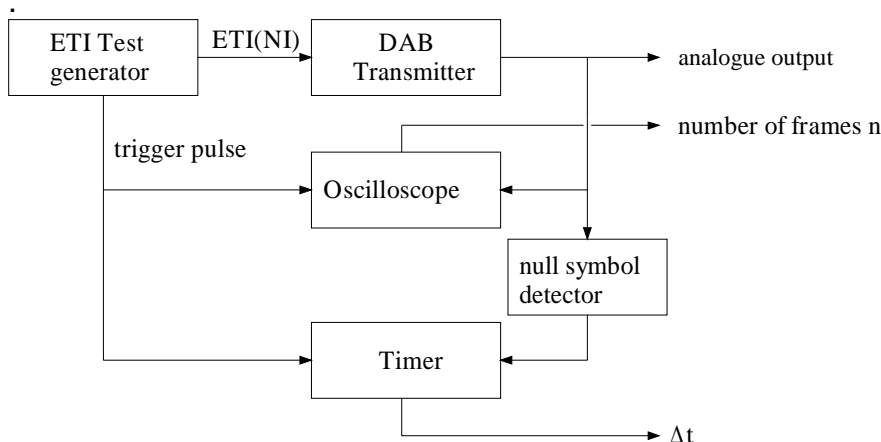 .
ETI Test
generator
ETI(NI)
DAB
Transmitter
analogue output
number of frames n
trigger pulse
Oscilloscope
null symbol
detector
Timer
Δt